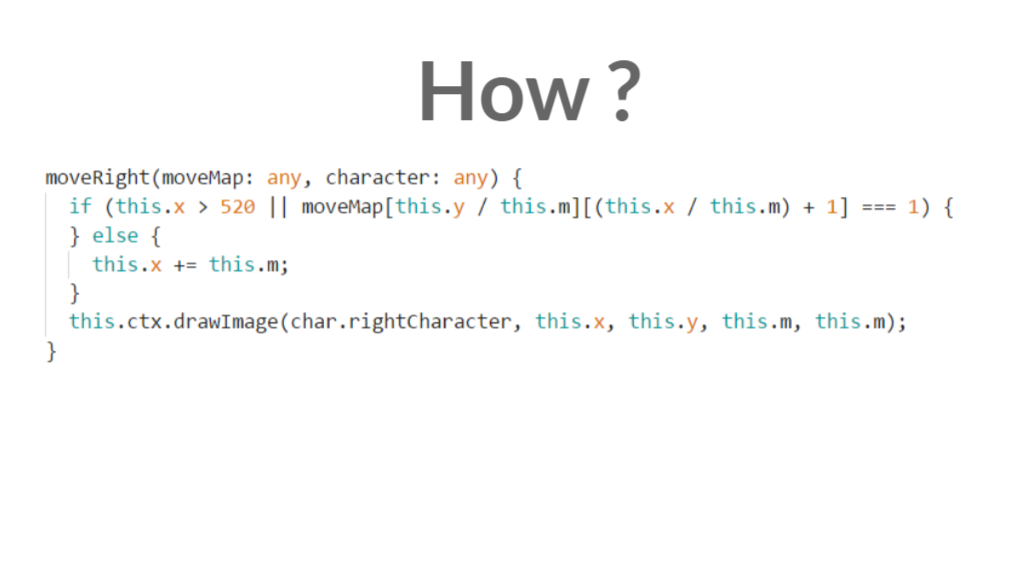 How ?
moveRight(moveMap: any, character: any) {
if (this.x > 520 || moveMap[this.y / this.m][(this.x / this.m) + 1] === 1) {
} else {
this.x += this.m;
}
this.ctx.drawImage(char.rightCharacter, this.x, this.y, this.m, this.m);
}